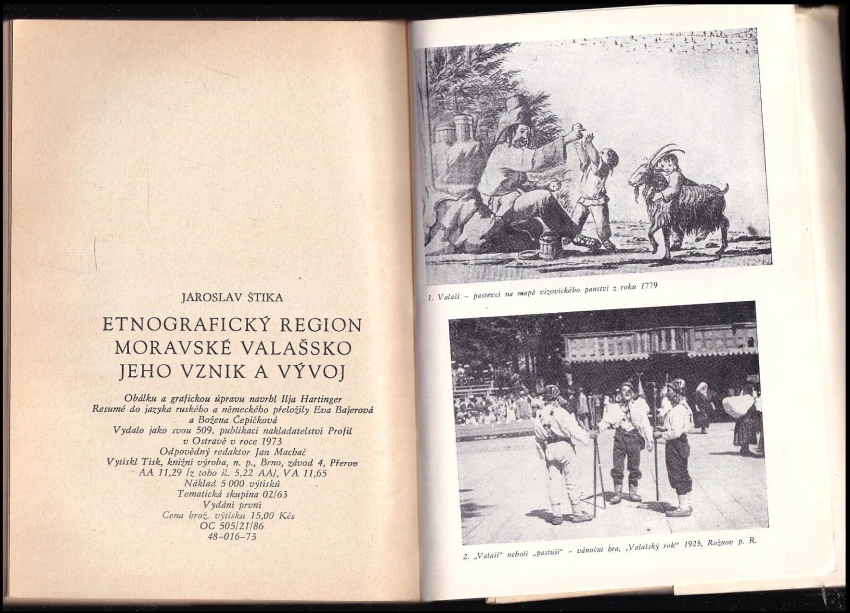 JAROSLAV ŠTIKA
ETNOGRAFICKÝ REGION
MORAVSKÉ VALAŠSKO
JEHO VZNIK A VÝVOJ
Obálku a grafickou úpravu navrhl Ilja Hartinger
Resumé do jazyka ruského a německého přeložily Eva Bajerová
a Božena Čepičková
Vydalo jako svou 509. publikaci nakladatelství Profil
v Ostravě v roce 1973
Odpovědný redaktor Jan Machač
Vytiskl Tisk, knižní výroba, n. p., Brno, závod 4, Přerov
AA 11,29 /z toho il. 5,22 AA/, VA 11,65
Náklad 5 000 výtisků
Tematická skupina 02/63
Vydání první
Cena brož. výtisku 15,00 Kčs
OC 505/21/86
48-016-73
1. Valaši – pastevci na mapě vizovického panství z roku 1779
2. „Valaši“ neboli „pastuši“ – vánoční hra, „Valašský rok“ 1925, Rožnov p. R.